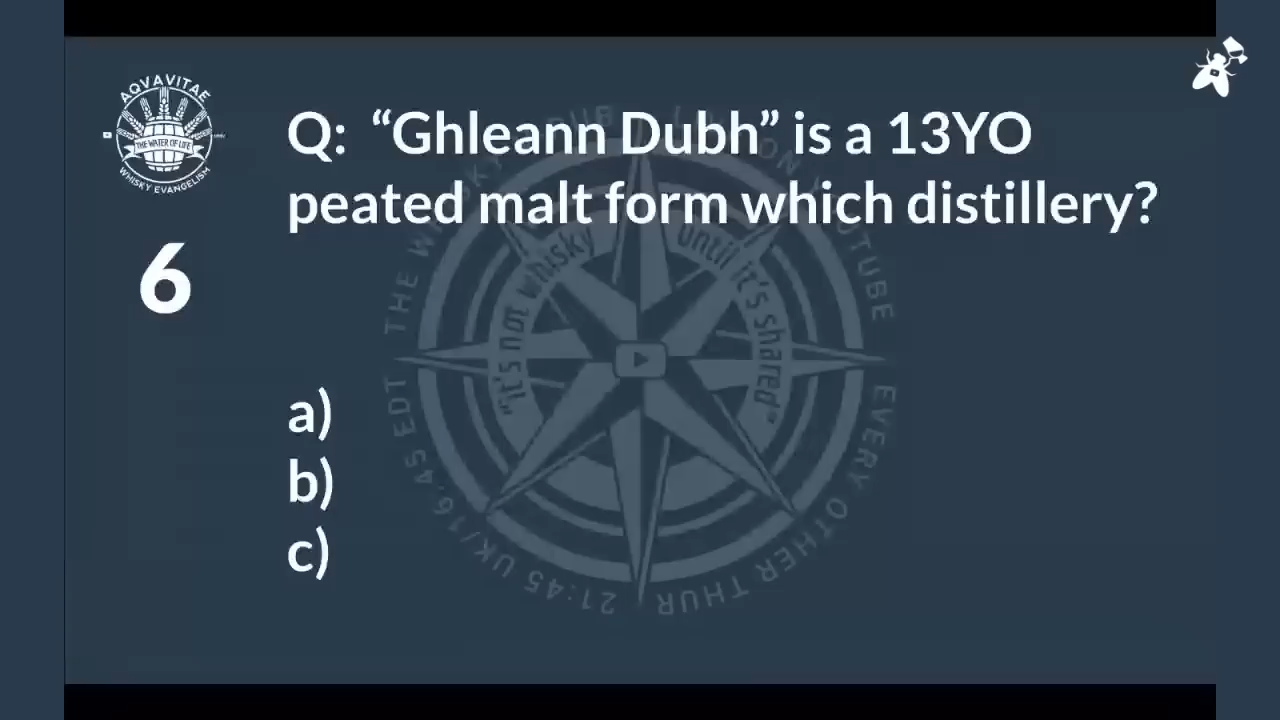 AQVAVITAE
THE WATER OF LIFE
WHISKY EVANGELISM
Q: “Ghleann Dubh” is a 13YO
peated malt form which distillery?
6
"it's not whisky
until it's shared"
EVERY OTHER THUR
21:45 UK/16:45 EDT
a)
b)
c)